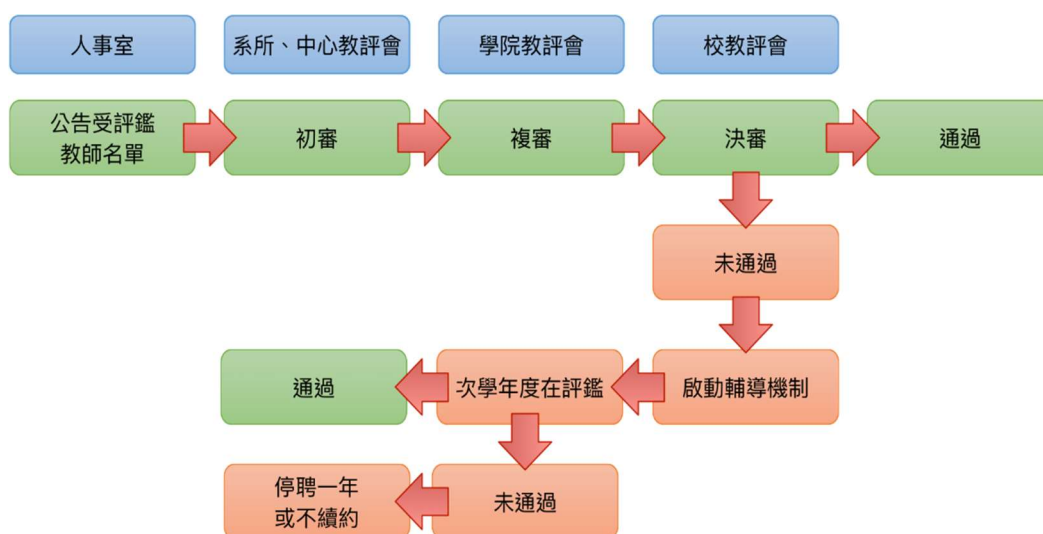 人事室
系所、中心教評會
學院教評會
校教評會
公告受評鑑
教師名單
初審
複審
決審
通過
未通過
通過
次學年度在評鑑
啟動輔導機制
停聘一年
或不續約
未通過